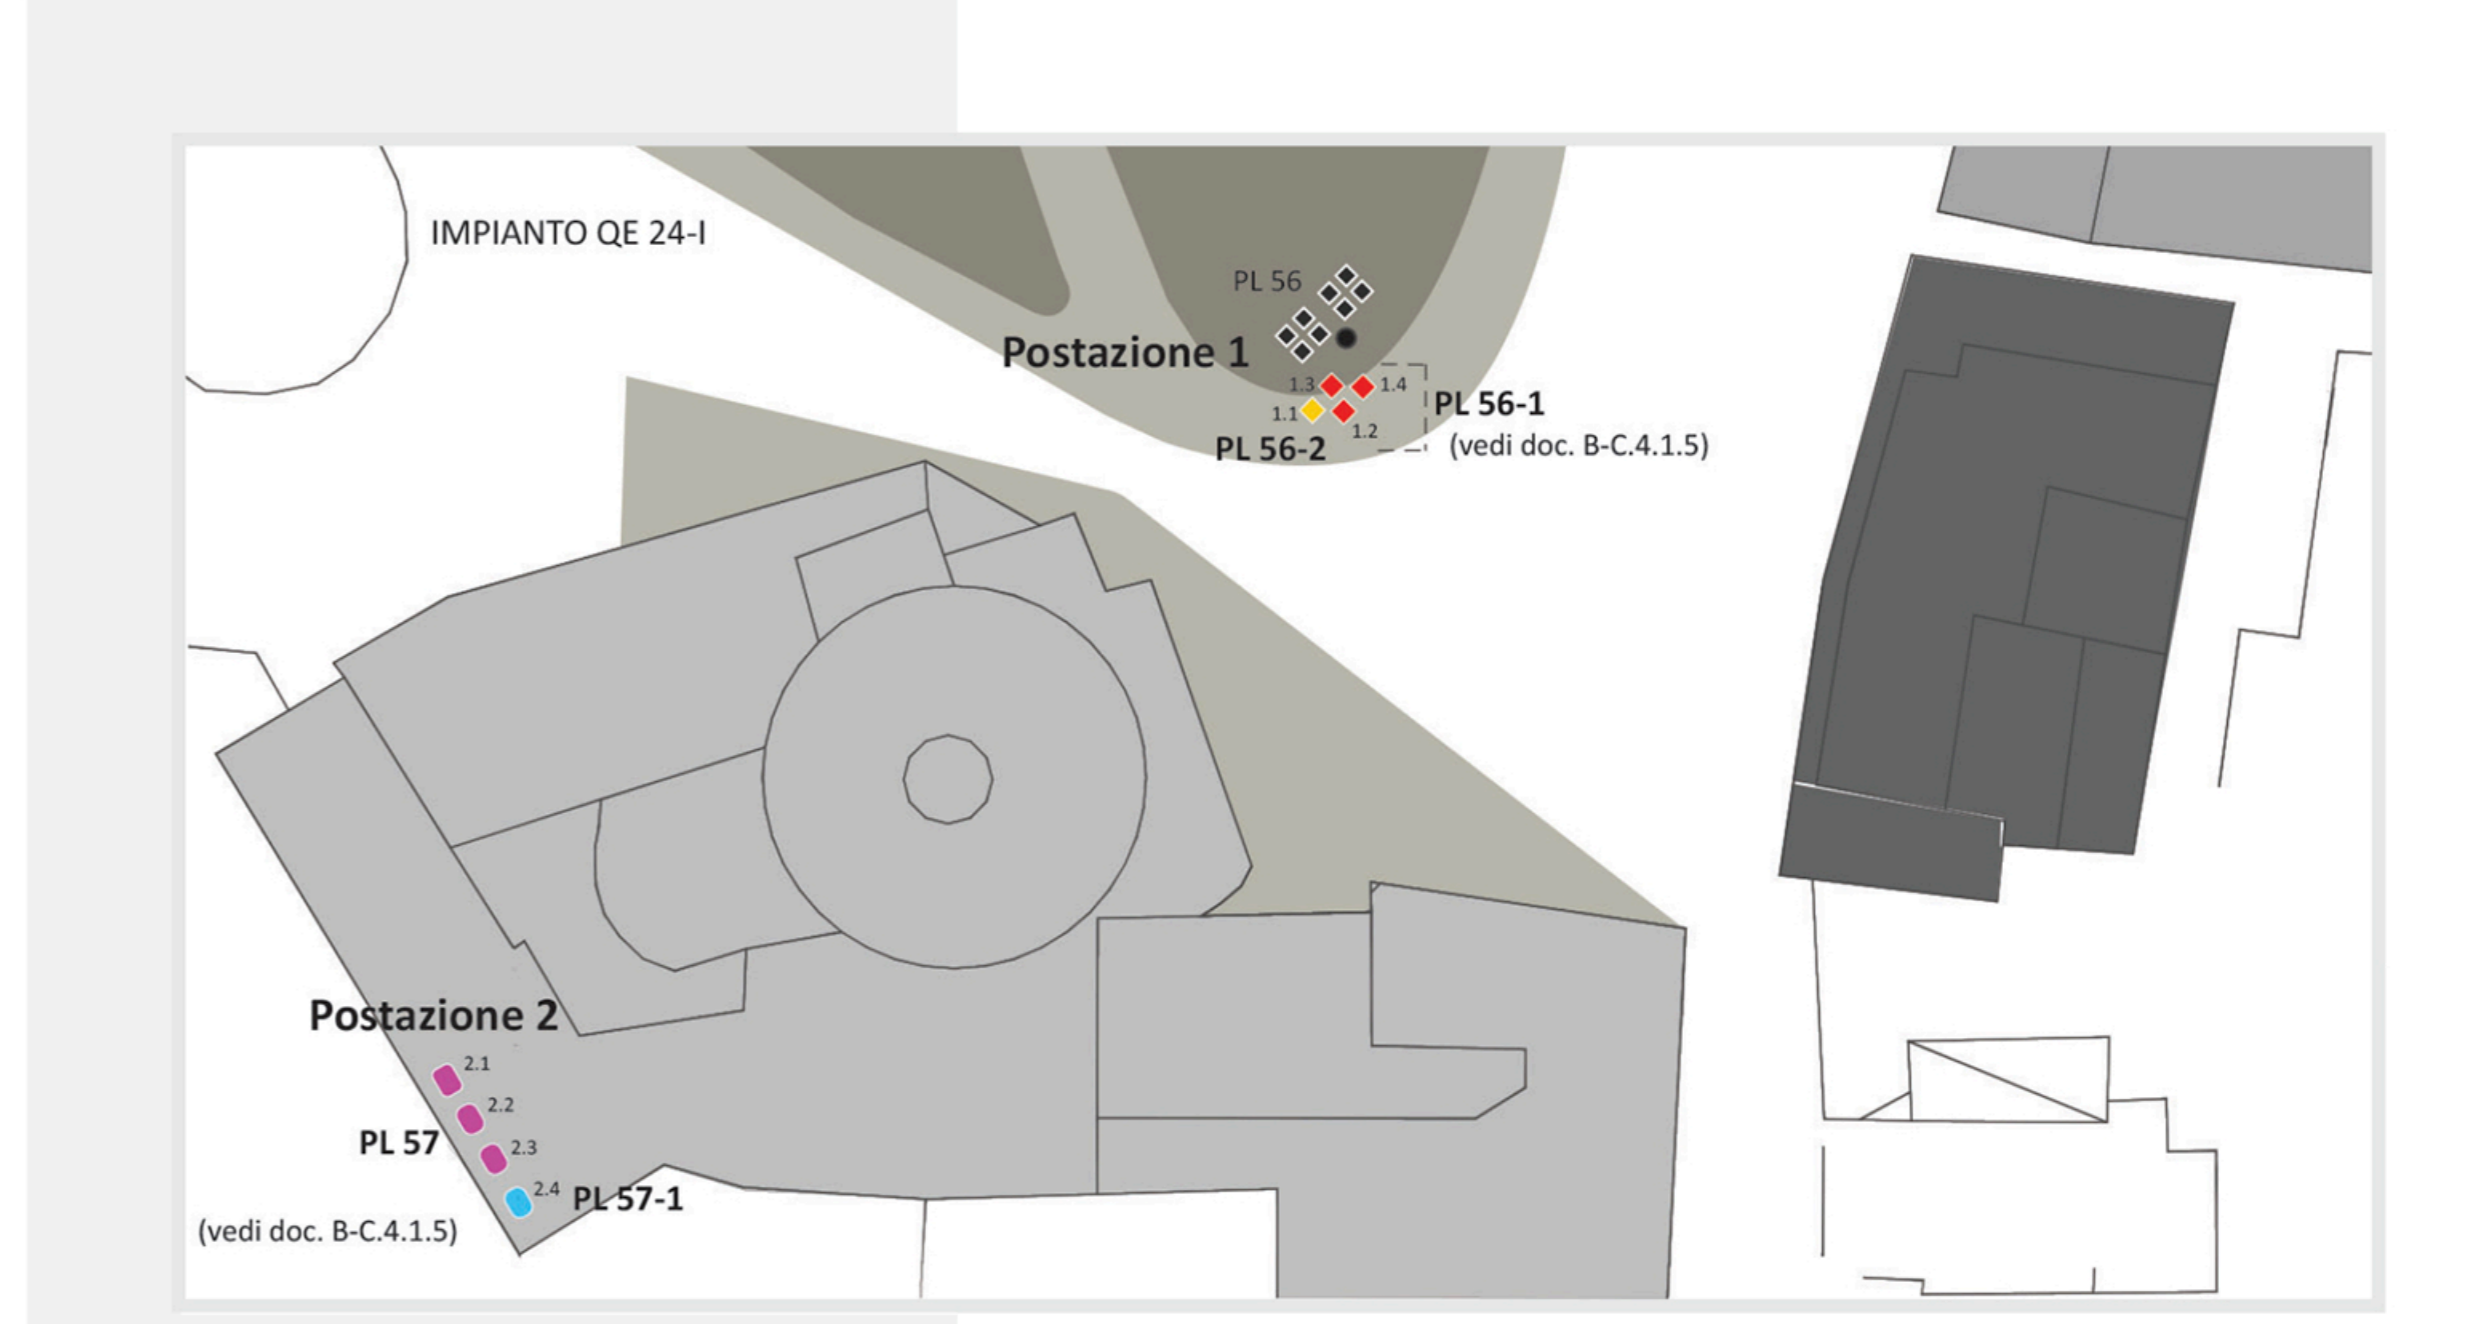 IMPIANTO QE 24-I
PL 56
Postazione 1
1.3
1.4
1.1
1.2
PL 56-1
PL 56-2
(vedi doc. B-C.4.1.5)
Postazione 2
2.1
2.2
PL 57
2.3
2.4
PL 57-1
(vedi doc. B-C.4.1.5)